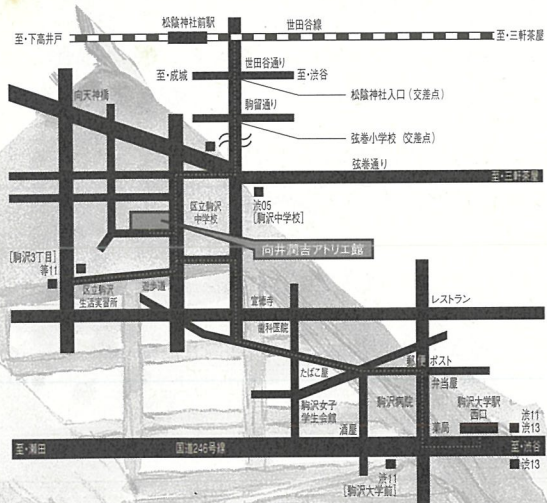 松陰神社前駅
世田谷線
至・下高井戸
至・三軒茶屋
世田谷通り
至・成城
至・渋谷
松陰神社入口（交差点）
向天神橋
駒留通り
弦巻小学校（交差点）
弦巻通り
至・三軒茶屋
区立駒沢
中学校
渋05
[駒沢中学校]
向井潤吉アトリエ館
[駒沢3丁目]
等11
区立駒沢
生活実習所
遊歩道
宣徳寺
レストラン
歯科医院
郵便ポスト
たばこ屋
弁当屋
駒沢女子
学生会館
駒沢病院
駒沢大学駅
西口
渋11
渋13
酒屋
薬局
至・瀬田
国道246号線
至・渋谷
渋11
[駒沢大学前]
渋13